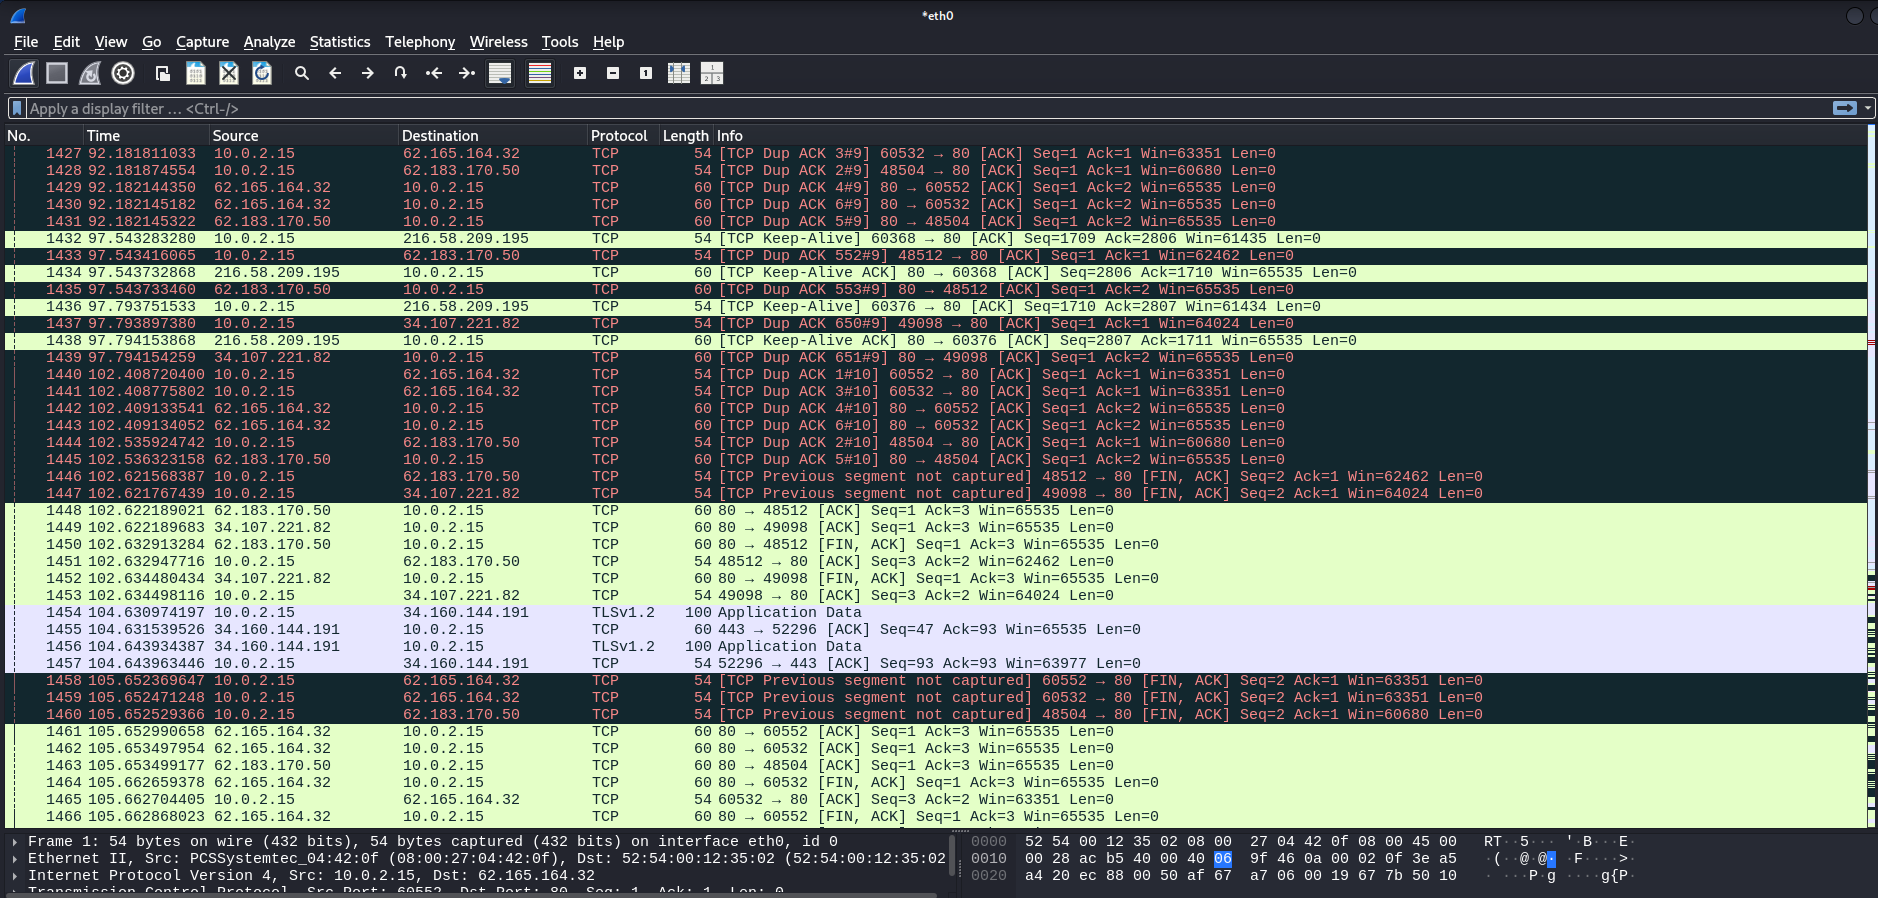 *eth0
File Edit View Go Capture Analyze Statistics Telephony Wireless Tools Help
Apply a display filter … <Ctrl-/>
No. Time Source Destination Protocol Length Info
1427 92.181811033 10.0.2.15 62.165.164.32 TCP 54 [TCP Dup ACK 3#9] 60532 → 80 [ACK] Seq=1 Ack=1 Win=63351 Len=0
1428 92.181874554 10.0.2.15 62.183.170.50 TCP 54 [TCP Dup ACK 2#9] 48504 → 80 [ACK] Seq=1 Ack=1 Win=60680 Len=0
1429 92.182144350 62.165.164.32 10.0.2.15 TCP 60 [TCP Dup ACK 4#9] 80 → 60552 [ACK] Seq=1 Ack=2 Win=65535 Len=0
1430 92.182145182 62.165.164.32 10.0.2.15 TCP 60 [TCP Dup ACK 6#9] 80 → 60532 [ACK] Seq=1 Ack=2 Win=65535 Len=0
1431 92.182145322 62.183.170.50 10.0.2.15 TCP 60 [TCP Dup ACK 5#9] 80 → 48504 [ACK] Seq=1 Ack=2 Win=65535 Len=0
1432 97.543283280 10.0.2.15 216.58.209.195 TCP 54 [TCP Keep-Alive] 60368 → 80 [ACK] Seq=1709 Ack=2806 Win=61435 Len=0
1433 97.543416065 10.0.2.15 62.183.170.50 TCP 54 [TCP Dup ACK 552#9] 48512 → 80 [ACK] Seq=1 Ack=1 Win=62462 Len=0
1434 97.543732868 216.58.209.195 10.0.2.15 TCP 60 [TCP Keep-Alive ACK] 80 → 60368 [ACK] Seq=2806 Ack=1710 Win=65535 Len=0
1435 97.543733460 62.183.170.50 10.0.2.15 TCP 60 [TCP Dup ACK 553#9] 80 → 48512 [ACK] Seq=1 Ack=2 Win=65535 Len=0
1436 97.793751533 10.0.2.15 216.58.209.195 TCP 54 [TCP Keep-Alive] 60376 → 80 [ACK] Seq=1710 Ack=2807 Win=61434 Len=0
1437 97.793897380 10.0.2.15 34.107.221.82 TCP 54 [TCP Dup ACK 650#9] 49098 → 80 [ACK] Seq=1 Ack=1 Win=64024 Len=0
1438 97.794153868 216.58.209.195 10.0.2.15 TCP 60 [TCP Keep-Alive ACK] 80 → 60376 [ACK] Seq=2807 Ack=1711 Win=65535 Len=0
1439 97.794154259 34.107.221.82 10.0.2.15 TCP 60 [TCP Dup ACK 651#9] 80 → 49098 [ACK] Seq=1 Ack=2 Win=65535 Len=0
1440 102.408720400 10.0.2.15 62.165.164.32 TCP 54 [TCP Dup ACK 1#10] 60552 → 80 [ACK] Seq=1 Ack=1 Win=63351 Len=0
1441 102.408775802 10.0.2.15 62.165.164.32 TCP 54 [TCP Dup ACK 3#10] 60532 → 80 [ACK] Seq=1 Ack=1 Win=63351 Len=0
1442 102.409133541 62.165.164.32 10.0.2.15 TCP 60 [TCP Dup ACK 4#10] 80 → 60552 [ACK] Seq=1 Ack=2 Win=65535 Len=0
1443 102.409134052 62.165.164.32 10.0.2.15 TCP 60 [TCP Dup ACK 6#10] 80 → 60532 [ACK] Seq=1 Ack=2 Win=65535 Len=0
1444 102.535924742 10.0.2.15 62.183.170.50 TCP 54 [TCP Dup ACK 2#10] 48504 → 80 [ACK] Seq=1 Ack=1 Win=60680 Len=0
1445 102.536323158 62.183.170.50 10.0.2.15 TCP 60 [TCP Dup ACK 5#10] 80 → 48504 [ACK] Seq=1 Ack=2 Win=65535 Len=0
1446 102.621568387 10.0.2.15 62.183.170.50 TCP 54 [TCP Previous segment not captured] 48512 → 80 [FIN, ACK] Seq=2 Ack=1 Win=62462 Len=0
1447 102.621767439 10.0.2.15 34.107.221.82 TCP 54 [TCP Previous segment not captured] 49098 → 80 [FIN, ACK] Seq=2 Ack=1 Win=64024 Len=0
1448 102.622189021 62.183.170.50 10.0.2.15 TCP 60 80 → 48512 [ACK] Seq=1 Ack=3 Win=65535 Len=0
1449 102.622189683 34.107.221.82 10.0.2.15 TCP 60 80 → 49098 [ACK] Seq=1 Ack=3 Win=65535 Len=0
1450 102.632913284 62.183.170.50 10.0.2.15 TCP 60 80 → 48512 [FIN, ACK] Seq=1 Ack=3 Win=65535 Len=0
1451 102.632947716 10.0.2.15 62.183.170.50 TCP 54 48512 → 80 [ACK] Seq=3 Ack=2 Win=62462 Len=0
1452 102.634480434 34.107.221.82 10.0.2.15 TCP 60 80 → 49098 [FIN, ACK] Seq=1 Ack=3 Win=65535 Len=0
1453 102.634498116 10.0.2.15 34.107.221.82 TCP 54 49098 → 80 [ACK] Seq=3 Ack=2 Win=64024 Len=0
1454 104.630974197 10.0.2.15 34.160.144.191 TLSv1.2 100 Application Data
1455 104.631539526 34.160.144.191 10.0.2.15 TCP 60 443 → 52296 [ACK] Seq=47 Ack=93 Win=65535 Len=0
1456 104.643934387 34.160.144.191 10.0.2.15 TLSv1.2 100 Application Data
1457 104.643963446 10.0.2.15 34.160.144.191 TCP 54 52296 → 443 [ACK] Seq=93 Ack=93 Win=63977 Len=0
1458 105.652369647 10.0.2.15 62.165.164.32 TCP 54 [TCP Previous segment not captured] 60552 → 80 [FIN, ACK] Seq=2 Ack=1 Win=63351 Len=0
1459 105.652471248 10.0.2.15 62.165.164.32 TCP 54 [TCP Previous segment not captured] 60532 → 80 [FIN, ACK] Seq=2 Ack=1 Win=63351 Len=0
1460 105.652529366 10.0.2.15 62.183.170.50 TCP 54 [TCP Previous segment not captured] 48504 → 80 [FIN, ACK] Seq=2 Ack=1 Win=60680 Len=0
1461 105.652990658 62.165.164.32 10.0.2.15 TCP 60 80 → 60552 [ACK] Seq=1 Ack=3 Win=65535 Len=0
1462 105.653497954 62.165.164.32 10.0.2.15 TCP 60 80 → 60532 [ACK] Seq=1 Ack=3 Win=65535 Len=0
1463 105.653499177 62.183.170.50 10.0.2.15 TCP 60 80 → 48504 [ACK] Seq=1 Ack=3 Win=65535 Len=0
1464 105.662659378 62.165.164.32 10.0.2.15 TCP 60 80 → 60532 [FIN, ACK] Seq=1 Ack=3 Win=65535 Len=0
1465 105.662704405 10.0.2.15 62.165.164.32 TCP 54 60532 → 80 [ACK] Seq=3 Ack=2 Win=63351 Len=0
1466 105.662868023 62.165.164.32 10.0.2.15 TCP 60 80 → 60552 [FIN, ACK] Seq=1 Ack=3 Win=65535 Len=0
Frame 1: 54 bytes on wire (432 bits), 54 bytes captured (432 bits) on interface eth0, id 0
Ethernet II, Src: PCSSystemtec_04:42:0f (08:00:27:04:42:0f), Dst: 52:54:00:12:35:02 (52:54:00:12:35:02
Internet Protocol Version 4, Src: 10.0.2.15, Dst: 62.165.164.32
Transmission Control Protocol, Src Port: 60552, Dst Port: 80, Seq: 1, Ack: 1, Len: 0
0000 52 54 00 12 35 02 08 00 27 04 42 0f 08 00 45 00 RT··5··· '·B···E·
0010 00 28 ac b5 40 00 40 06 9f 46 0a 00 02 0f 3e a5 ·(··@·@· ·F····>·
0020 a4 20 ec 88 00 50 af 67 a7 06 00 19 67 7b 50 10 · ···P·g ····g{P·